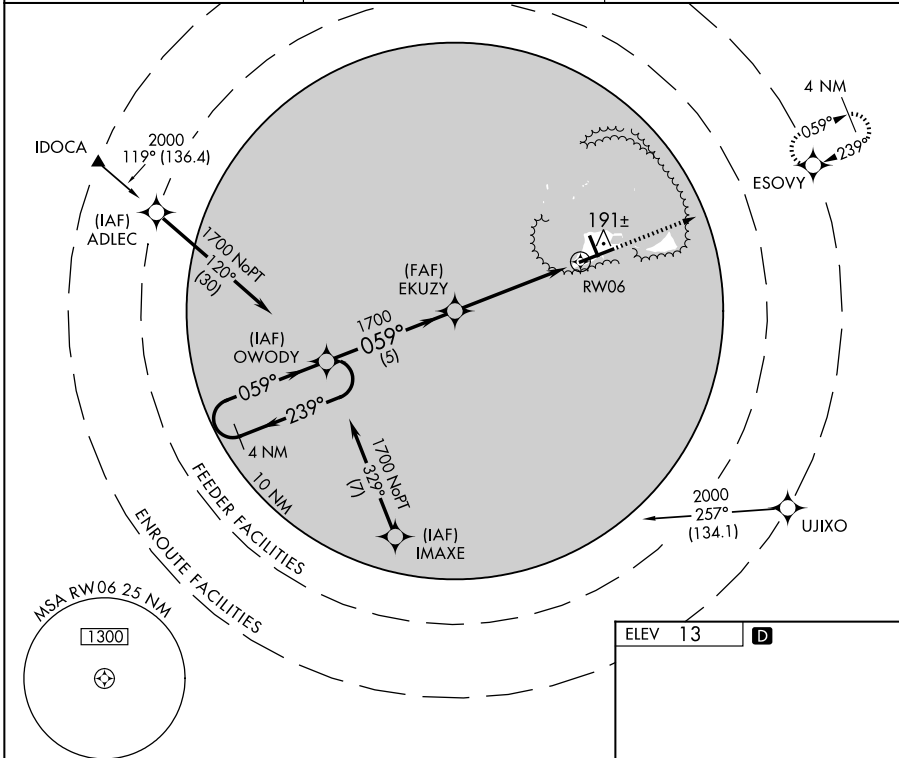 4 NM
059°
239°
ESOVY
IDOCA
2000
119° (136.4)
(IAF)
ADLEC
1700 NoPT
120°
(30)
191±
RW06
(FAF)
EKUZY
(IAF)
OWODY
1700
059°
(5)
059°
239°
4 NM
10 NM
1700 NoPT
329°
(7)
(IAF)
IMAXE
2000
257°
(134.1)
UJIXO
FEEDER FACILITIES
ENROUTE FACILITIES
MSA RW06 25 NM
1300
ELEV 13 D